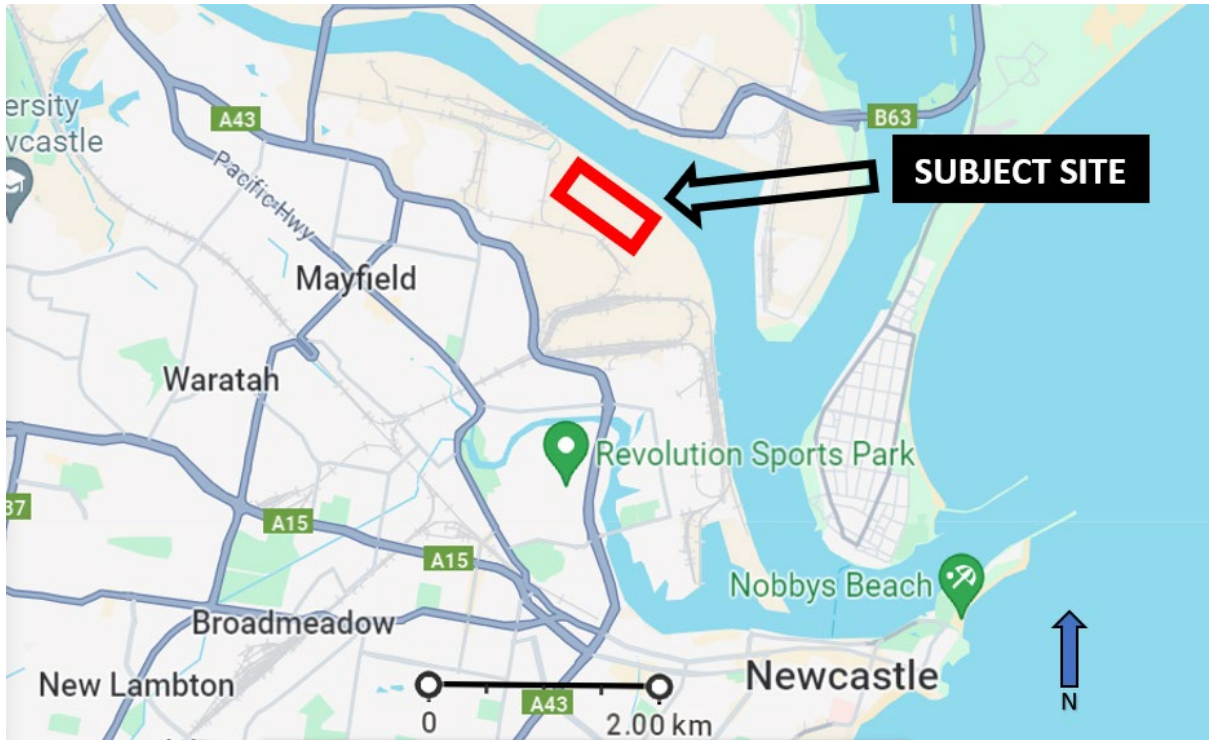 ersity
wcastle
A43
B63
SUBJECT SITE
Pacific Hwy
Mayfield
Waratah
Revolution Sports Park
37
A15
A15
Nobbys Beach
Broadmeadow
New Lambton
Newcastle
A43
0
2.00 km
N